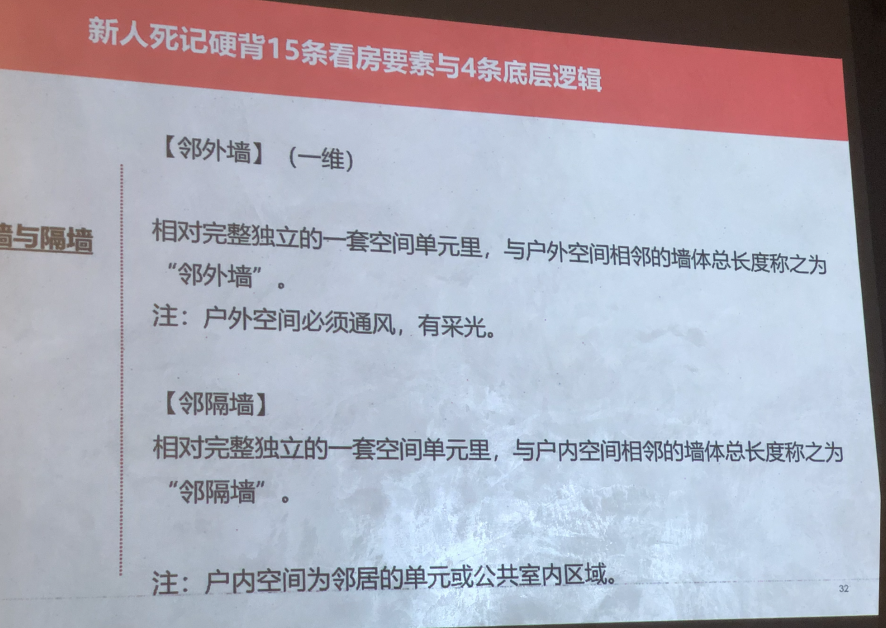 新人死记硬背15条看房要素与4条底层逻辑
【邻外墙】（一维）
墙与隔墙
相对完整独立的一套空间单元里，与户外空间相邻的墙体总长度称之为
“邻外墙”。
注：户外空间必须通风，有采光。
【邻隔墙】
相对完整独立的一套空间单元里，与户内空间相邻的墙体总长度称之为
“邻隔墙”。
注：户内空间为邻居的单元或公共室内区域。
32